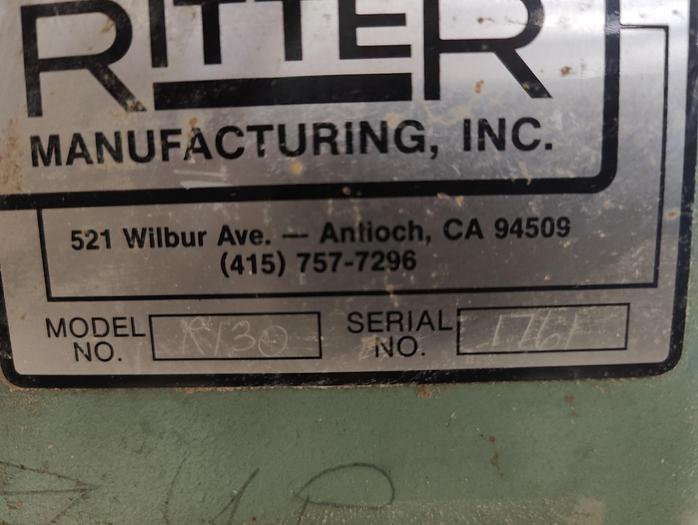 RITTER
MANUFACTURING, INC.
521 Wilbur Ave. — Antioch, CA 94509
(415) 757-7296
MODEL NO. R130
SERIAL NO. 1761